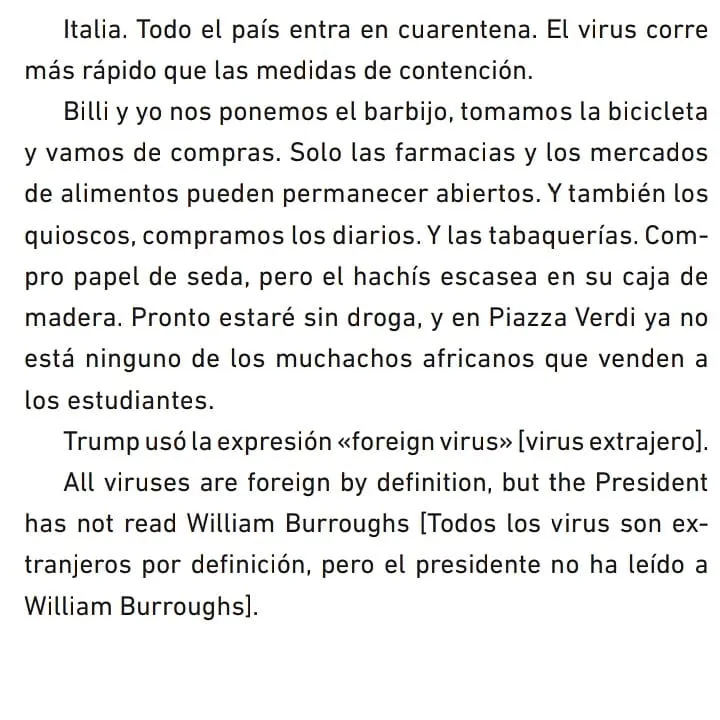 Italia. Todo el país entra en cuarentena. El virus corre
más rápido que las medidas de contención.
Billi y yo nos ponemos el barbijo, tomamos la bicicleta
y vamos de compras. Solo las farmacias y los mercados
de alimentos pueden permanecer abiertos. Y también los
quioscos, compramos los diarios. Y las tabaquerías. Com-
pro papel de seda, pero el hachís escasea en su caja de
madera. Pronto estaré sin droga, y en Piazza Verdi ya no
está ninguno de los muchachos africanos que venden a
los estudiantes.
Trump usó la expresión «foreign virus» [virus extrajero].
All viruses are foreign by definition, but the President
has not read William Burroughs [Todos los virus son ex-
tranjeros por definición, pero el presidente no ha leído a
William Burroughs].